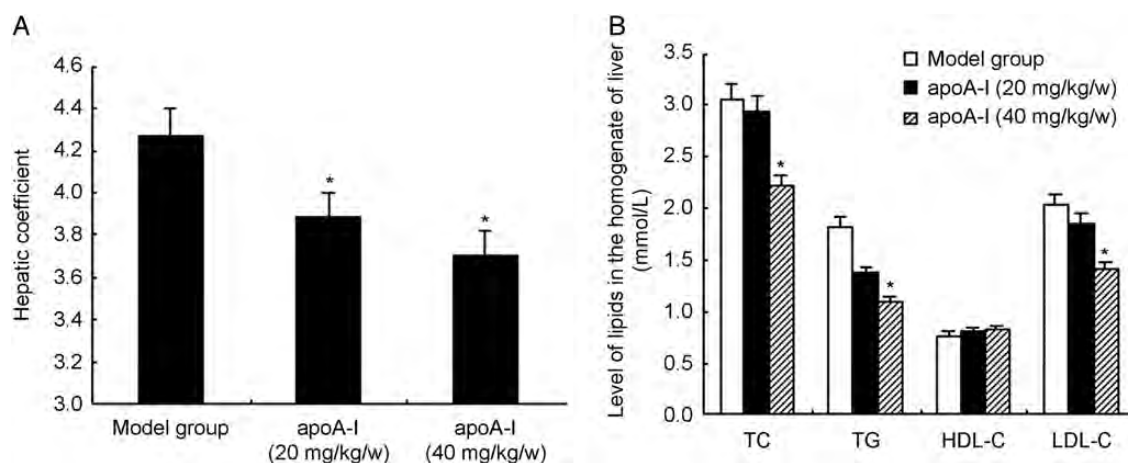 A
Hepatic coefficient
4.6
4.4
4.2
4.0
3.8
3.6
3.4
3.2
3.0
*
*
Model group
apoA-I
(20 mg/kg/w)
apoA-I
(40 mg/kg/w)
B
Level of lipids in the homogenate of liver
(mmol/L)
3.5
3.0
2.5
2.0
1.5
1.0
0.5
0.0
Model group
apoA-I (20 mg/kg/w)
apoA-I (40 mg/kg/w)
*
*
*
TC
TG
HDL-C
LDL-C